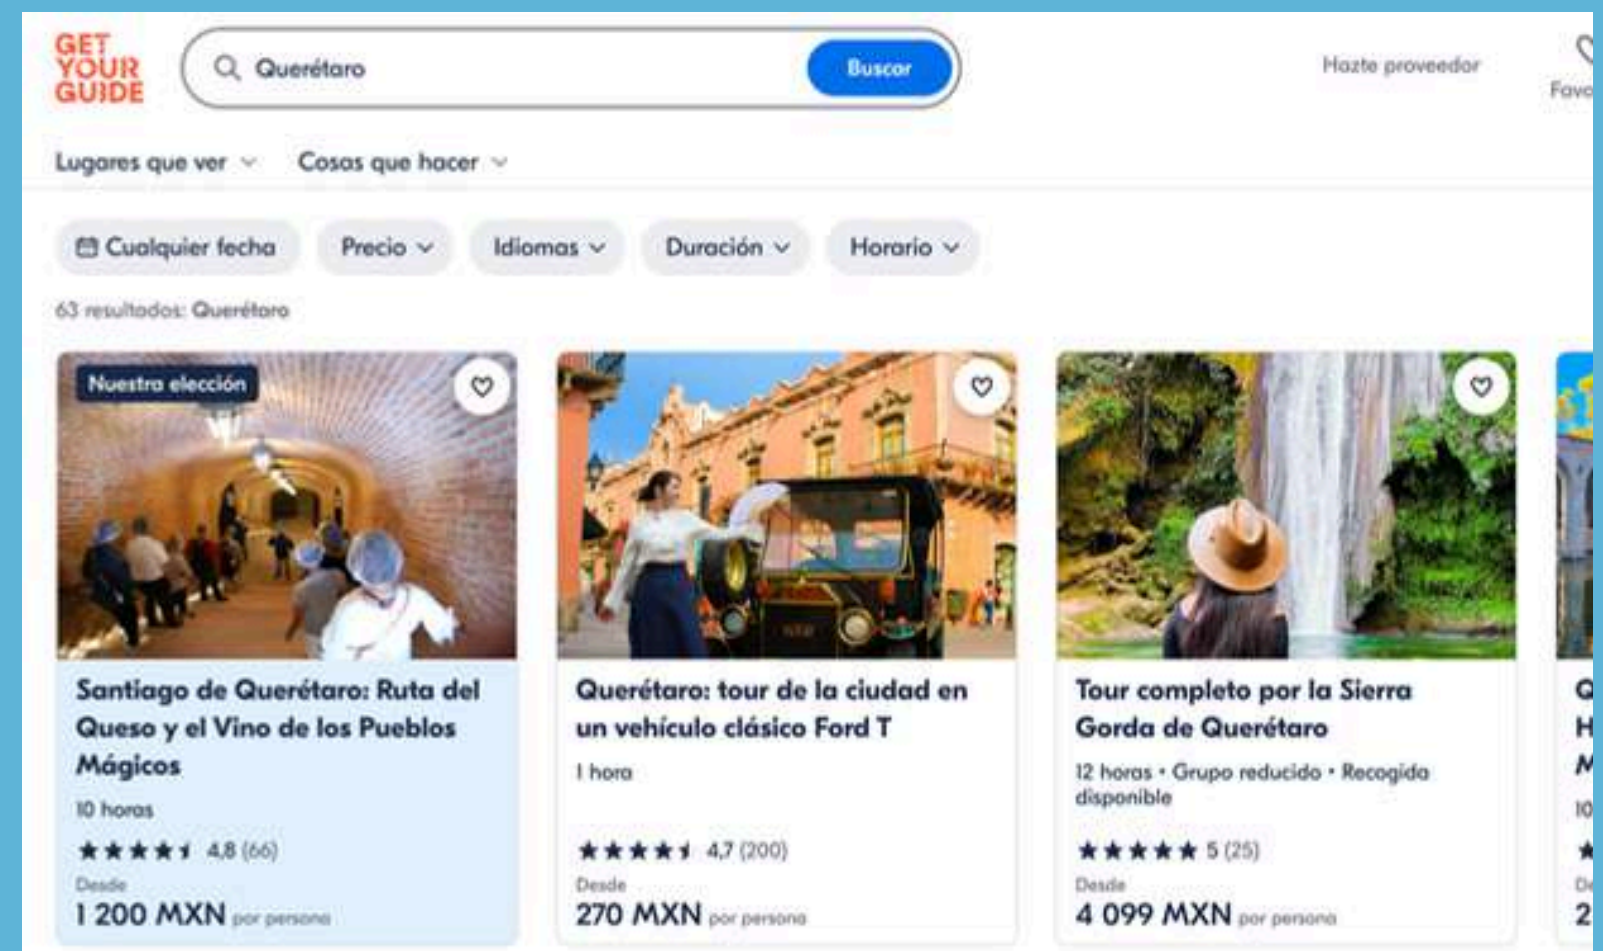 GET
YOUR
GUIDE
Querétaro
Buscar
Hazte proveedor
Favo
Lugares que ver
Cosas que hacer
Cualquier fecha
Precio
Idiomas
Duración
Horario
63 resultados: Querétaro
Nuestra elección
Santiago de Querétaro: Ruta del
Queso y el Vino de los Pueblos
Mágicos
10 horas
4,8 (66)
Desde
1 200 MXN por persona
Querétaro: tour de la ciudad en
un vehículo clásico Ford T
1 hora
4,7 (200)
Desde
270 MXN por persona
Tour completo por la Sierra
Gorda de Querétaro
12 horas • Grupo reducido • Recogida
disponible
5 (25)
Desde
4 099 MXN por persona
Q
H
M
10
De
2